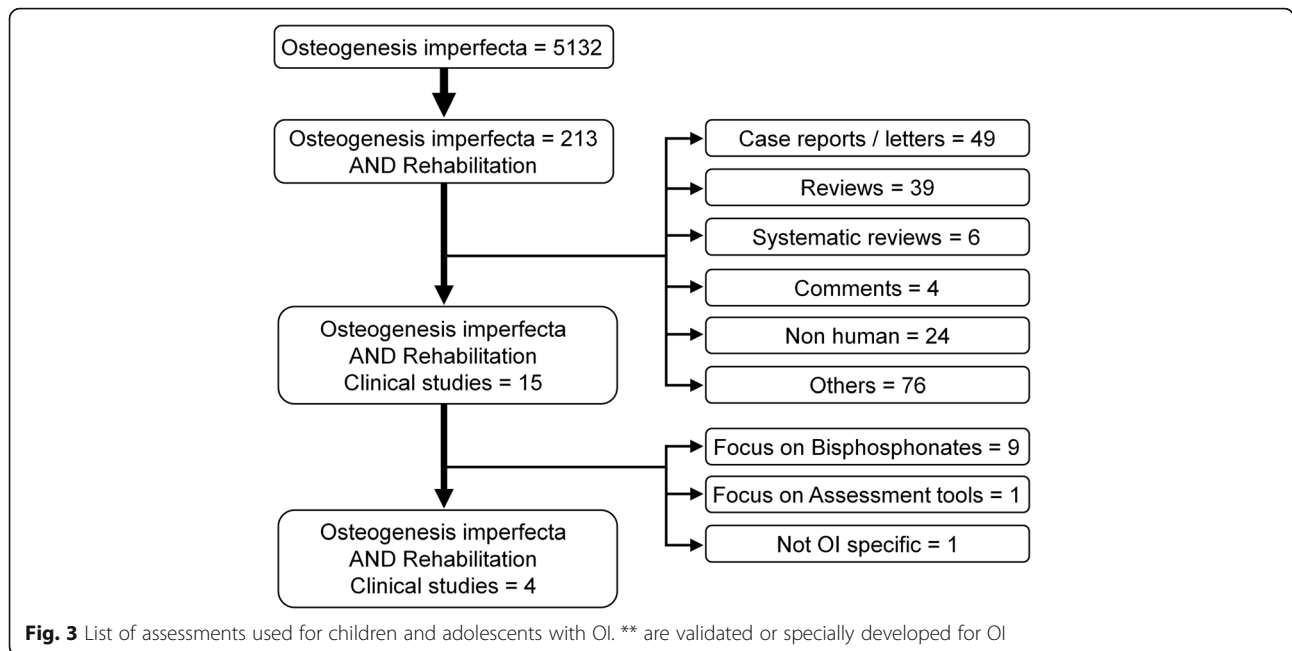 Osteogenesis imperfecta = 5132
Osteogenesis imperfecta = 213
AND Rehabilitation
Case reports / letters = 49
Reviews = 39
Systematic reviews = 6
Comments = 4
Non human = 24
Others = 76
Osteogenesis imperfecta
AND Rehabilitation
Clinical studies = 15
Focus on Bisphosphonates = 9
Focus on Assessment tools = 1
Not OI specific = 1
Osteogenesis imperfecta
AND Rehabilitation
Clinical studies = 4
Fig. 3 List of assessments used for children and adolescents with OI. ** are validated or specially developed for OI